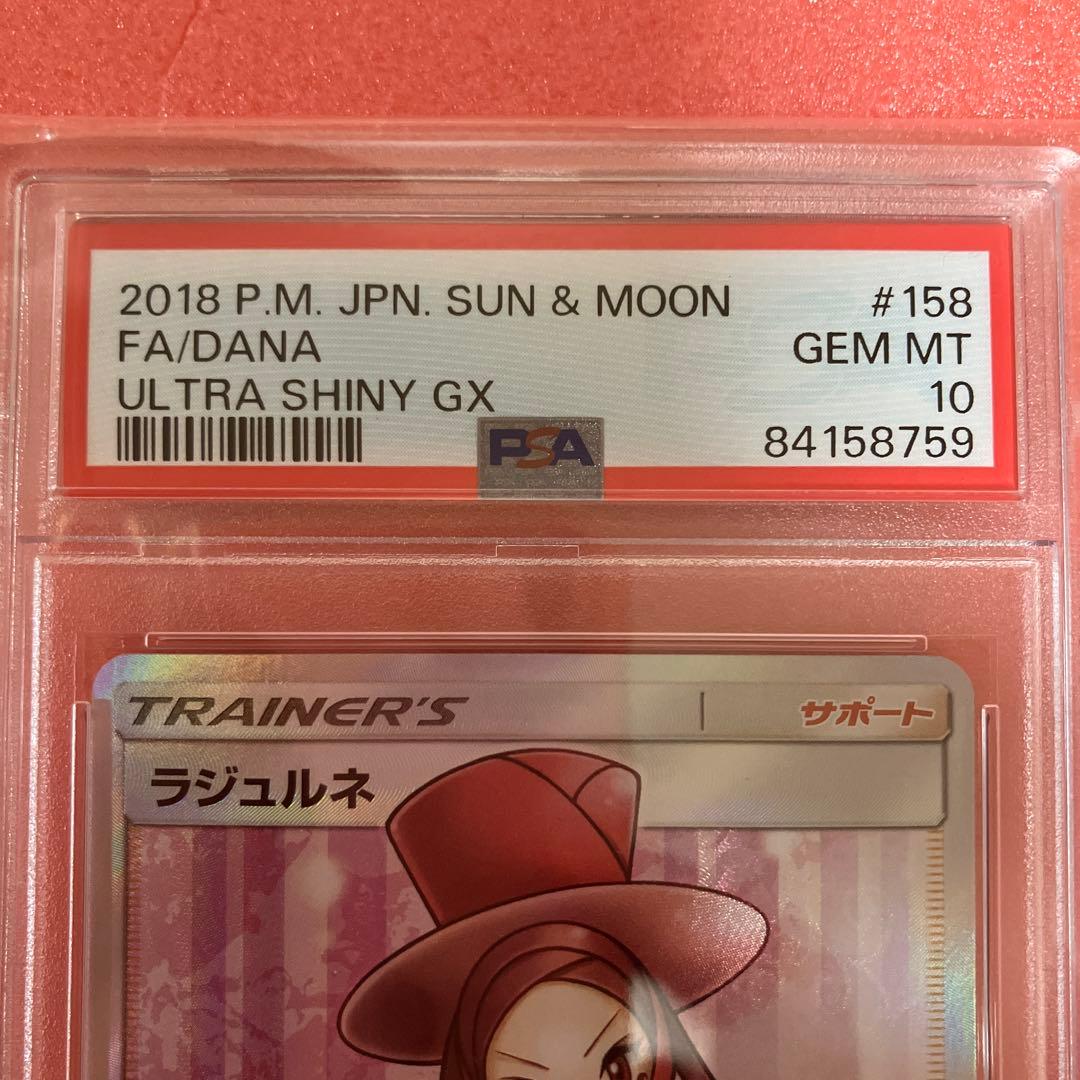 2018 P.M. JPN. SUN & MOON #158
FA/DANA GEM MT
ULTRA SHINY GX 10
PSA 84158759
TRAINER'S サポート
ラジュルネ